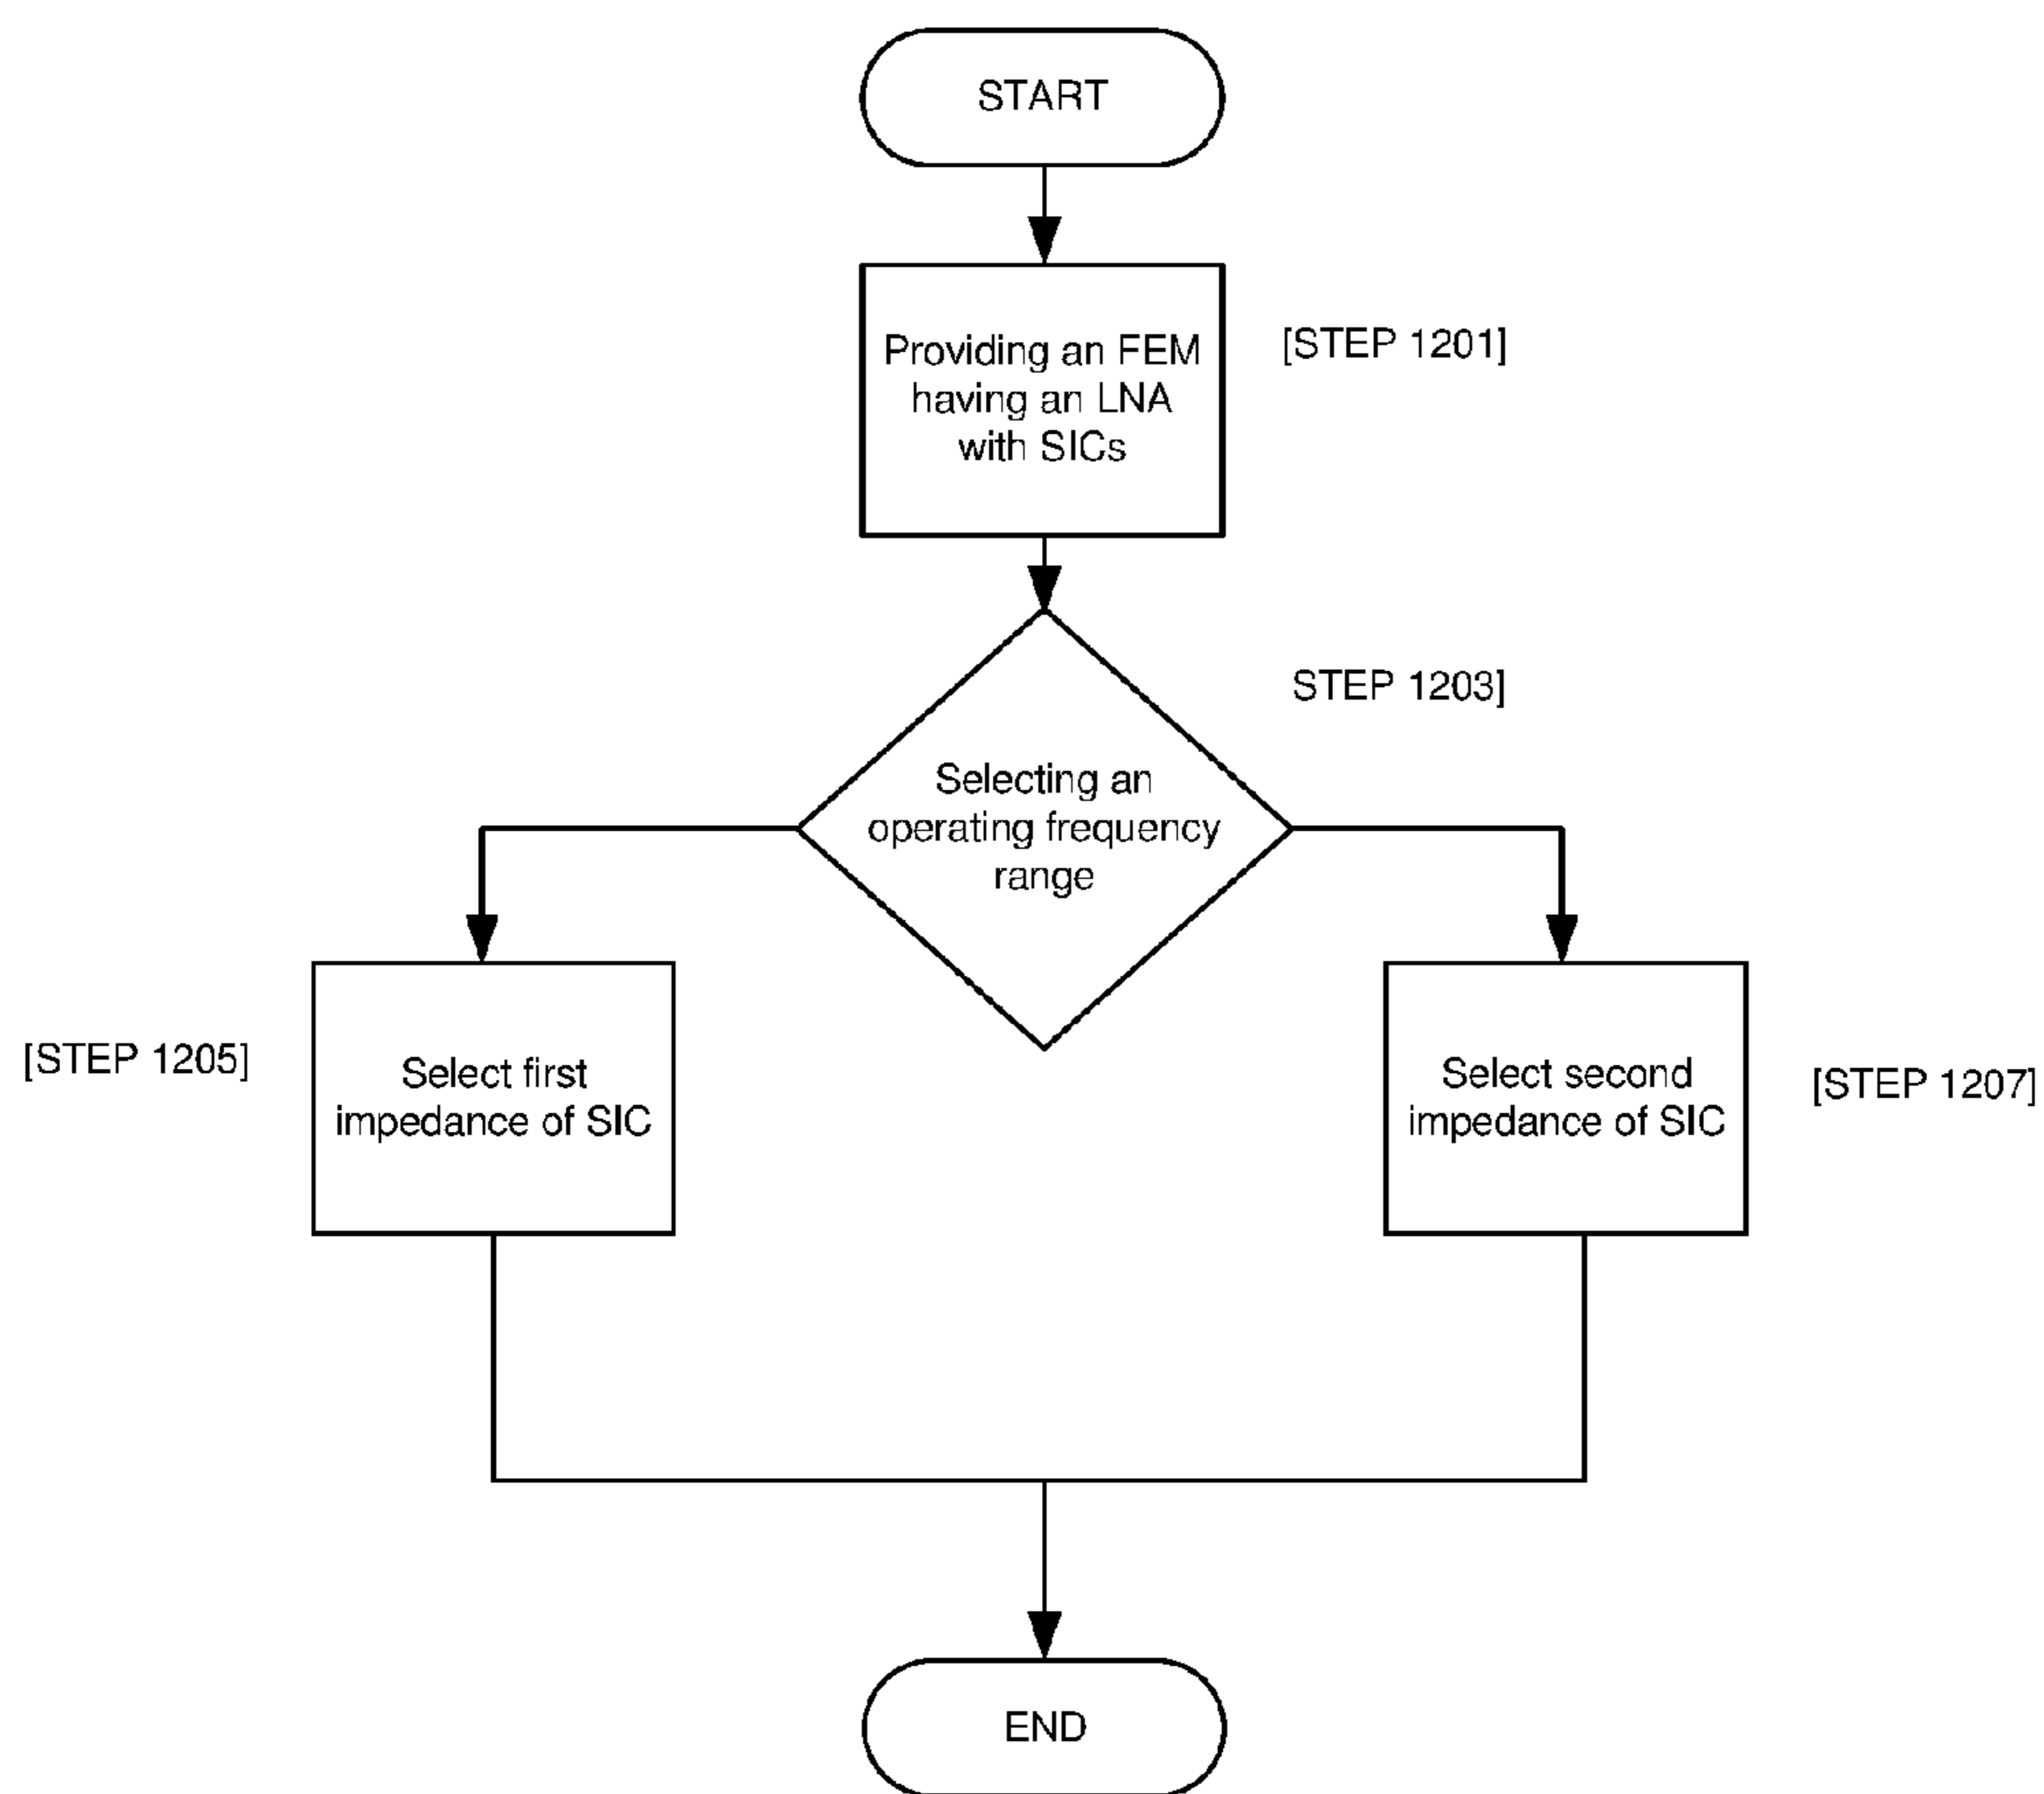 START
Providing an FEM
having an LNA
with SICs
[STEP 1201]
STEP 1203]
Selecting an
operating frequency
range
[STEP 1205]
Select first
impedance of SIC
Select second
impedance of SIC
[STEP 1207]
END